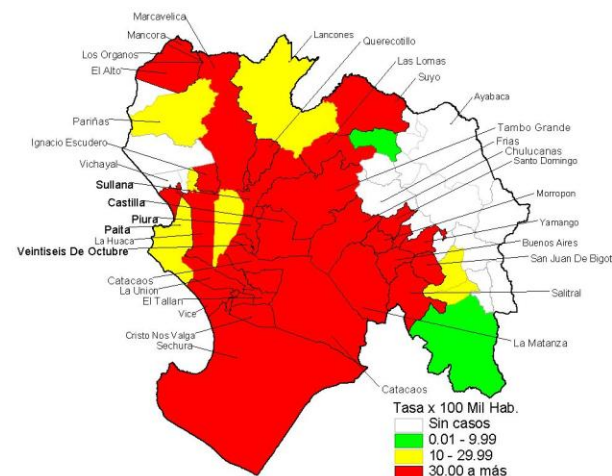 Marcavelica
Mancora
Los Organos
El Alto
Lancones
Querecotillo
Las Lomas
Suyo
Ayabaca
Pariñas
Ignacio Escudero
Vichayal
Sullana
Castilla
Piura
Paita
La Huaca
Veintiseis De Octubre
Tambo Grande
Frias
Chulucanas
Santo Domingo
Morropon
Yamango
Buenos Aires
San Juan De Bigot
Salitral
La Matanza
Catacaos
La Union
El Tallan
Vice
Cristo Nos Valga
Sechura
Catacaos
Tasa x 100 Mil Hab.
Sin casos
0.01 - 9.99
10 - 29.99
30.00 a más